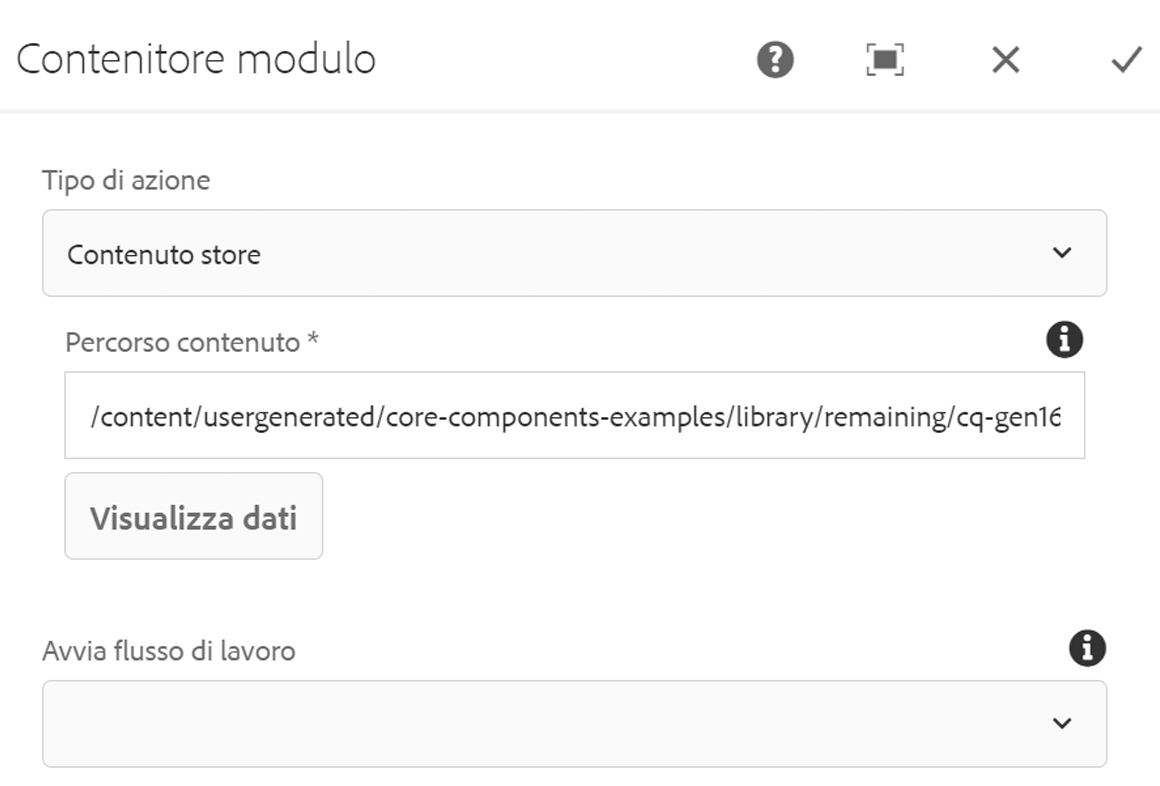 Contenitore modulo
Tipo di azione
Contenuto store
Percorso contenuto *
/content/usergenerated/core-components-examples/library/remaining/cq-gen16
Visualizza dati
Avvia flusso di lavoro